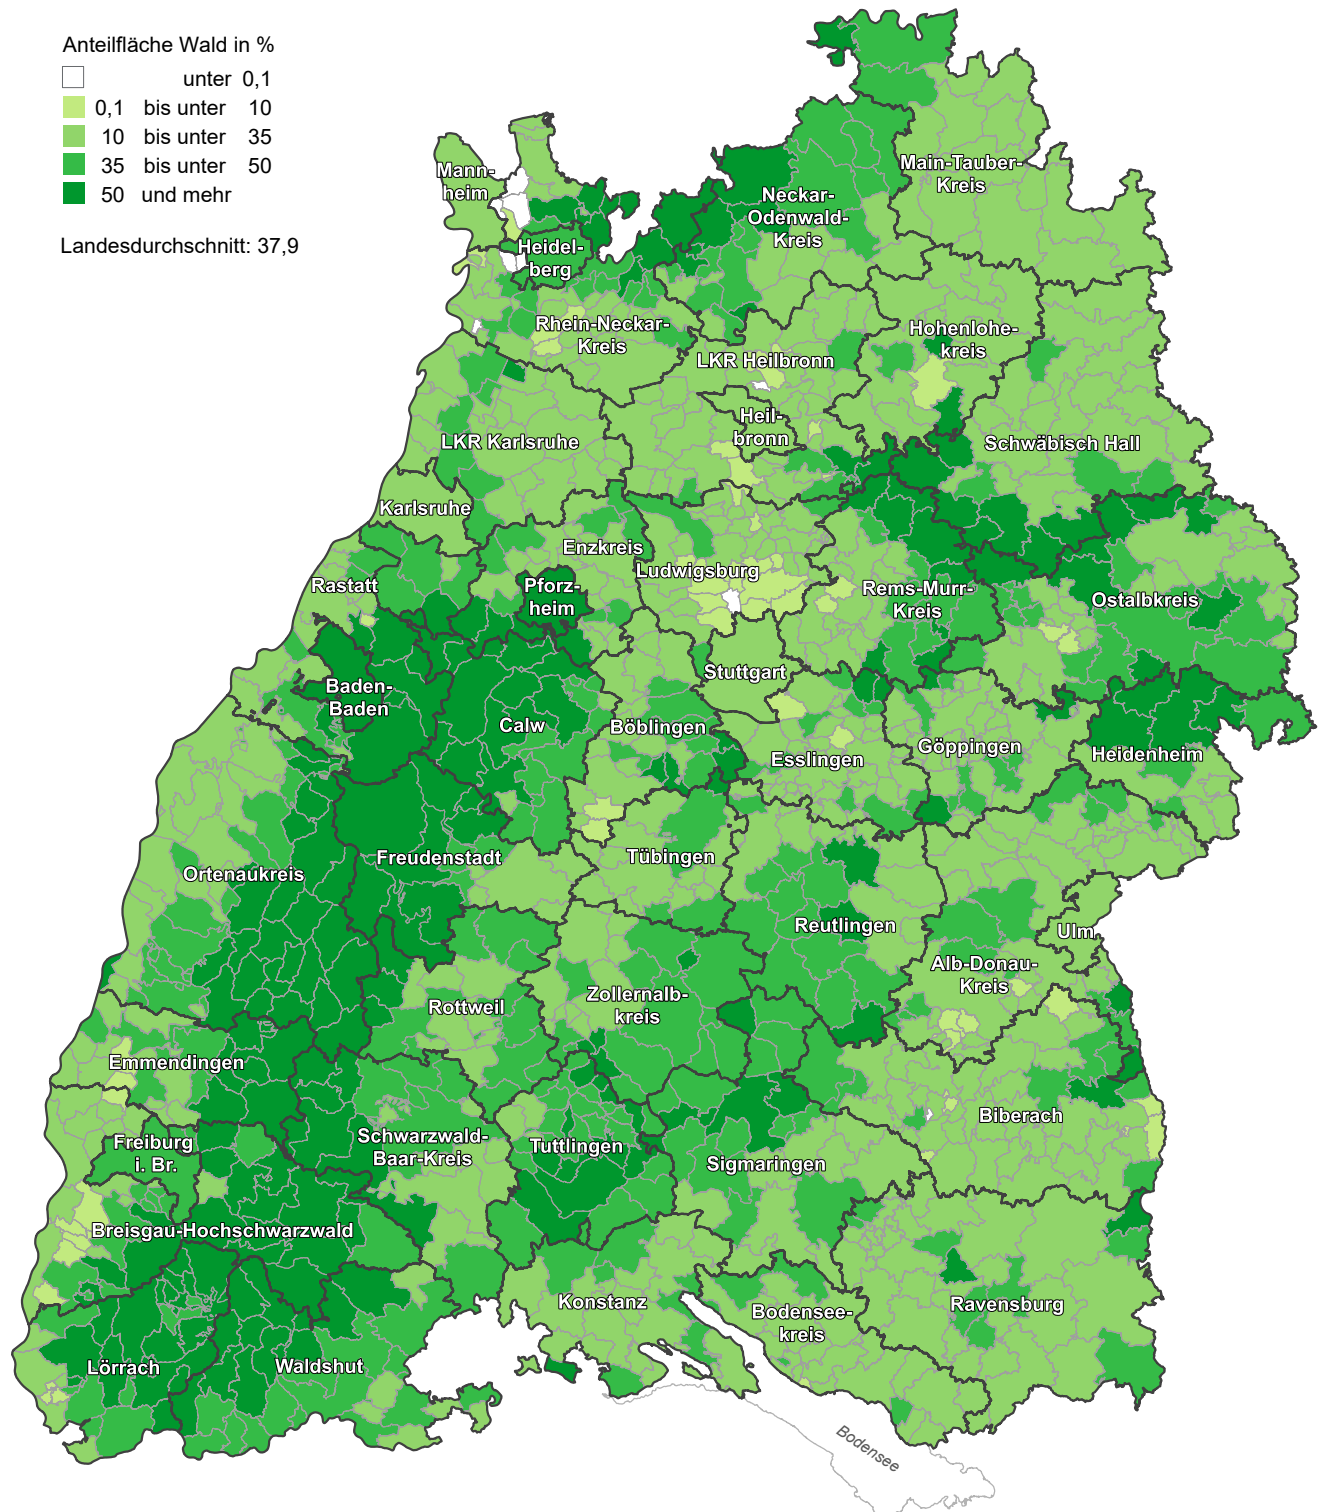 Anteilfläche Wald in %
unter 0,1
0,1 bis unter 10
10 bis unter 35
35 bis unter 50
50 und mehr
Landesdurchschnitt: 37,9
Mann-
heim
Main-Tauber-
Kreis
Neckar-
Odenwald-
Kreis
Heidel-
berg
Rhein-Neckar-
Kreis
Hohenlohe-
kreis
LKR Heilbronn
Heil-
bronn
LKR Karlsruhe
Schwäbisch Hall
Karlsruhe
Enzkreis
Ludwigsburg
Rastatt
Pforz-
heim
Rems-Murr-
Kreis
Ostalbkreis
Stuttgart
Baden-
Baden
Calw
Böblingen
Esslingen
Göppingen
Heidenheim
Freudenstadt
Tübingen
Ortenaukreis
Reutlingen
Ulm
Alb-Donau-
Kreis
Rottweil
Zollernalb-
kreis
Emmendingen
Biberach
Freiburg
i. Br.
Schwarzwald-
Baar-Kreis
Tuttlingen
Sigmaringen
Breisgau-Hochschwarzwald
Konstanz
Bodensee-
kreis
Ravensburg
Lörrach
Waldshut
Bodensee